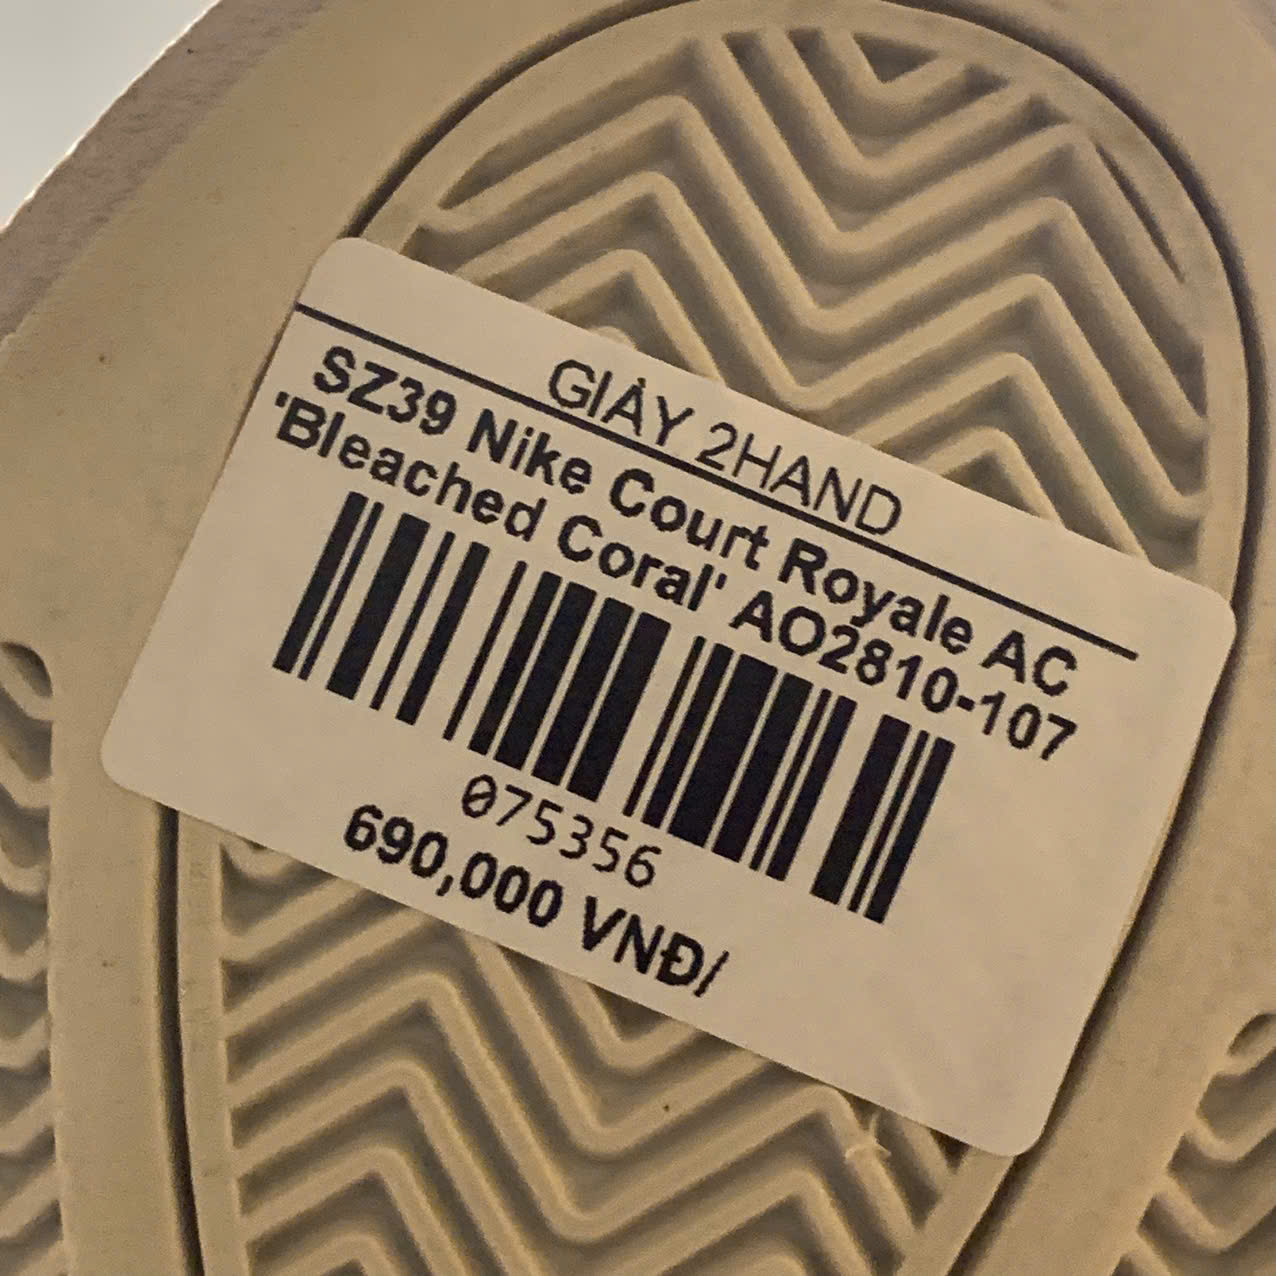 GIÀY 2HAND
SZ39 Nike Court Royale AC
'Bleached Coral' AO2810-107
075356
690,000 VNĐ/